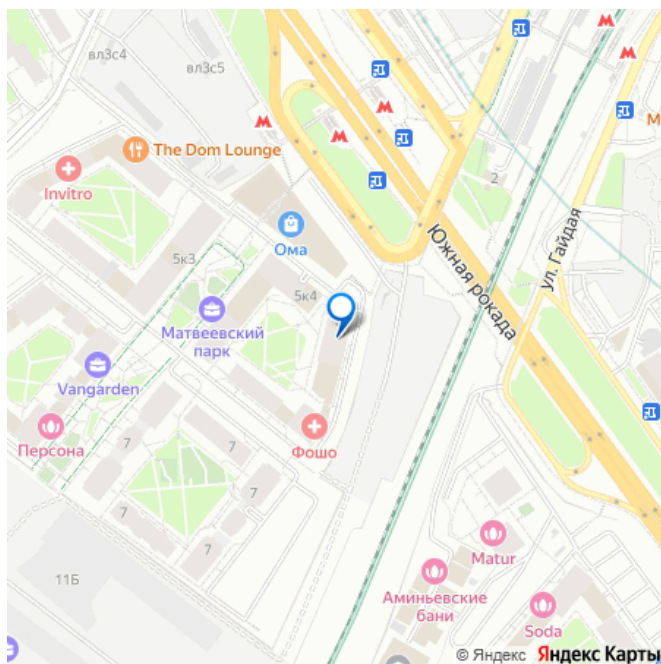 вл3с4
вл3с5
The Dom Lounge
Invitro
Ома
5к3
5к4
2
Южная рокада
ул. Гайдая
Матвеевский
парк
Vangarden
Персона
Фошо
7
7
7
7
11Б
Matur
Аминьевские
бани
Soda
М
© Яндекс Яндекс Карты